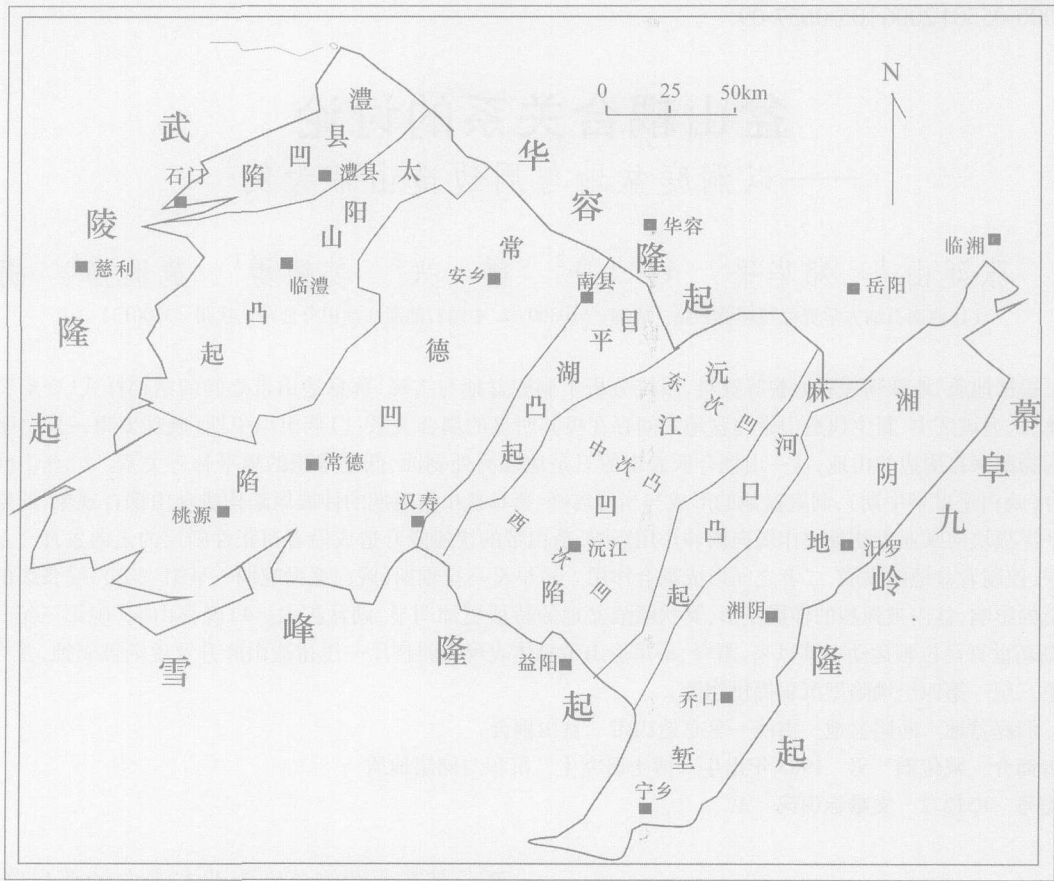 0 25 50km
N
武陵隆起
澧县凹陷
太阳山凸起
华容隆起
常德凹陷
目平湖凸起
沅江凹陷
东次凹
中次凸
西次凹
麻河口凸起
湘阴地堑
幕阜九岭隆起
雪峰隆起
石门
澧县
慈利
临澧
安乡
南县
华容
岳阳
临湘
常德
桃源
汉寿
沅江
益阳
汨罗
湘阴
乔口
宁乡